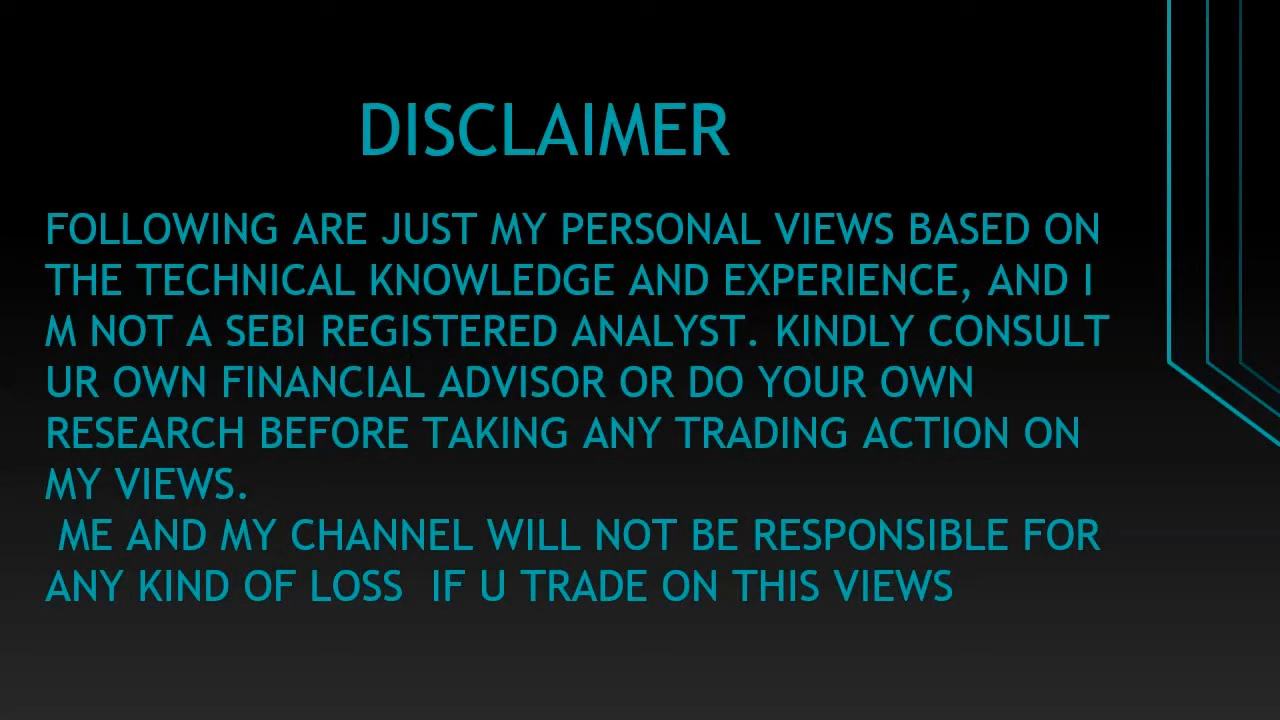 DISCLAIMER
FOLLOWING ARE JUST MY PERSONAL VIEWS BASED ON
THE TECHNICAL KNOWLEDGE AND EXPERIENCE, AND I
M NOT A SEBI REGISTERED ANALYST. KINDLY CONSULT
UR OWN FINANCIAL ADVISOR OR DO YOUR OWN
RESEARCH BEFORE TAKING ANY TRADING ACTION ON
MY VIEWS.
ME AND MY CHANNEL WILL NOT BE RESPONSIBLE FOR
ANY KIND OF LOSS  IF U TRADE ON THIS VIEWS